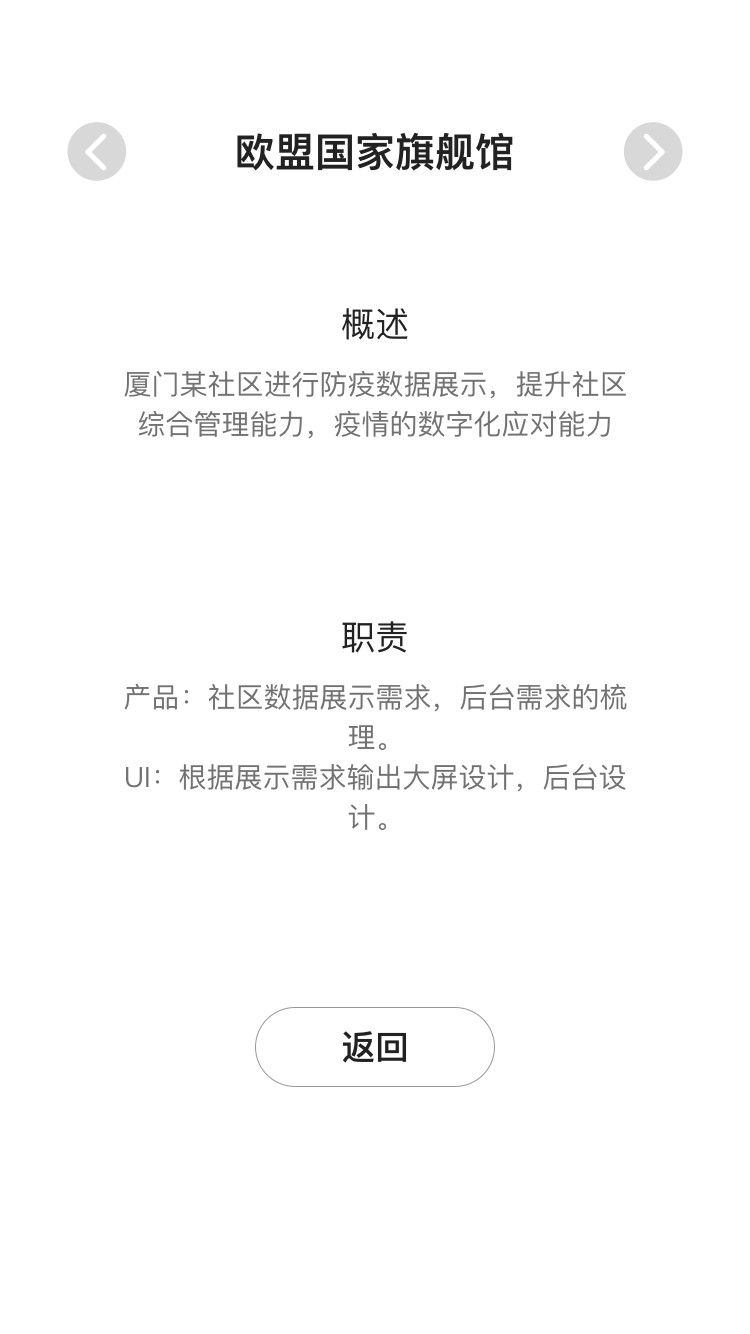 欧盟国家旗舰馆
概述
厦门某社区进行防疫数据展示，提升社区
综合管理能力，疫情的数字化应对能力
职责
产品：社区数据展示需求，后台需求的梳
理。
UI：根据展示需求输出大屏设计，后台设
计。
返回